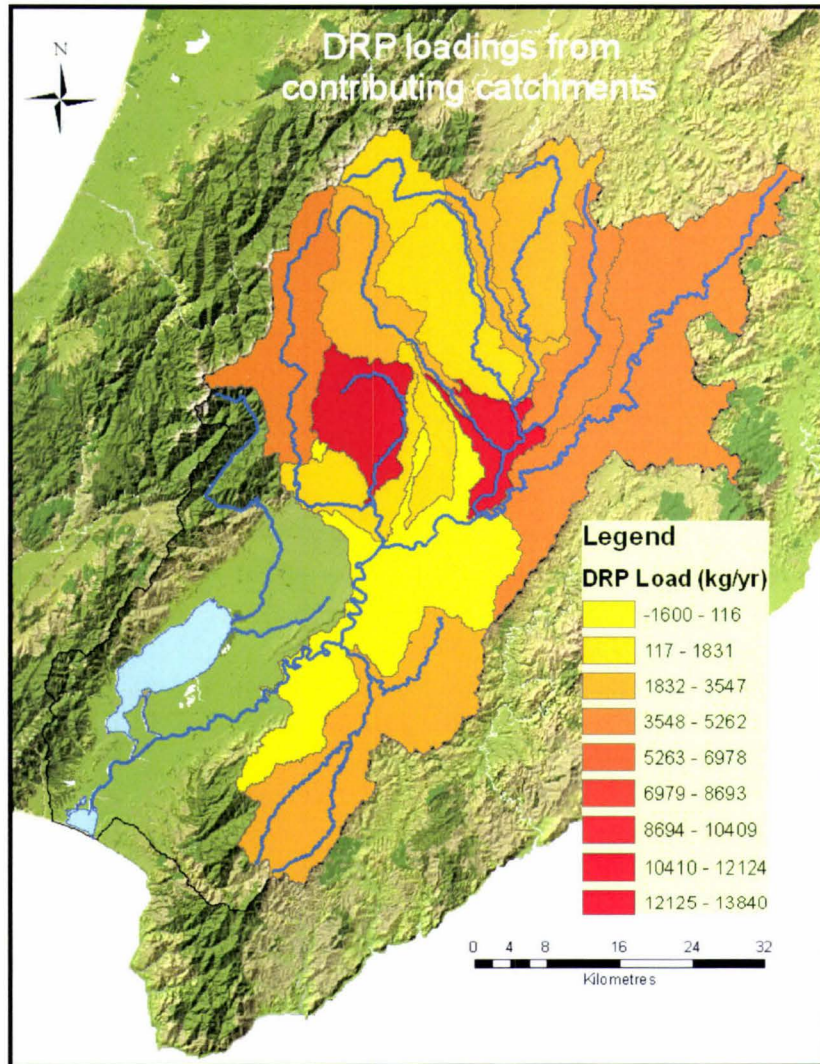 DRP loadings from
contributing catchments
N
Legend
DRP Load (kg/yr)
-1600 - 116
117 - 1831
1832 - 3547
3548 - 5262
5263 - 6978
6979 - 8693
8694 - 10409
10410 - 12124
12125 - 13840
0 4 8 16 24 32
Kilometres